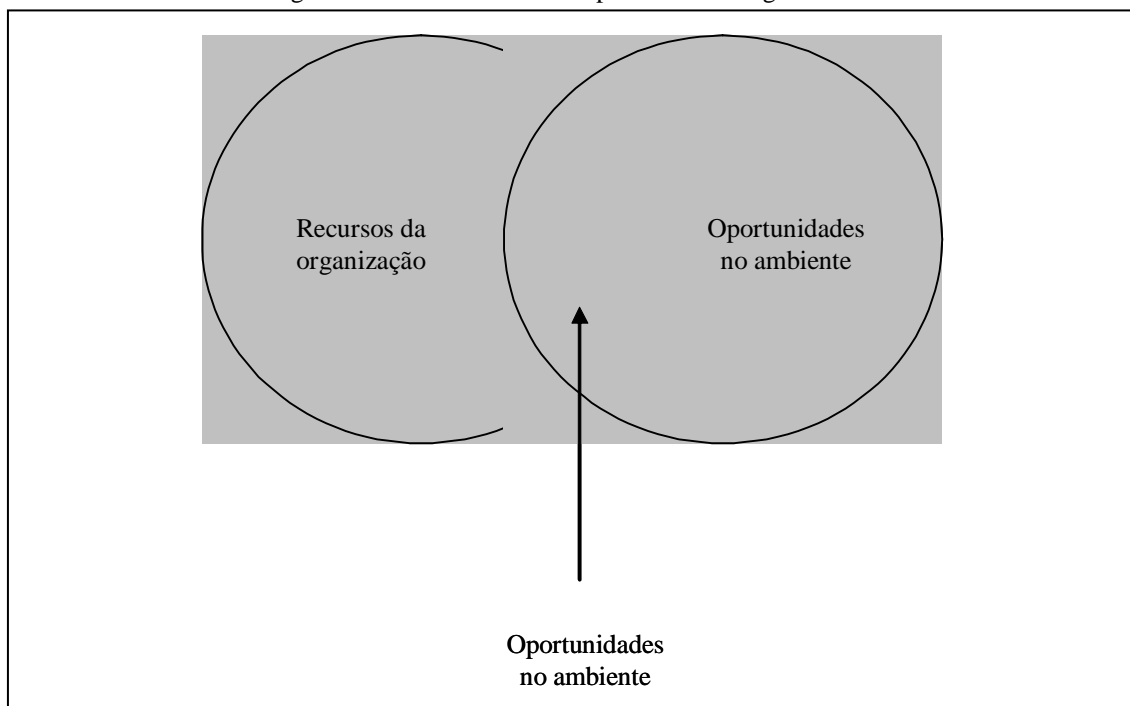 Recursos da
organização
Oportunidades
no ambiente
Oportunidades
no ambiente